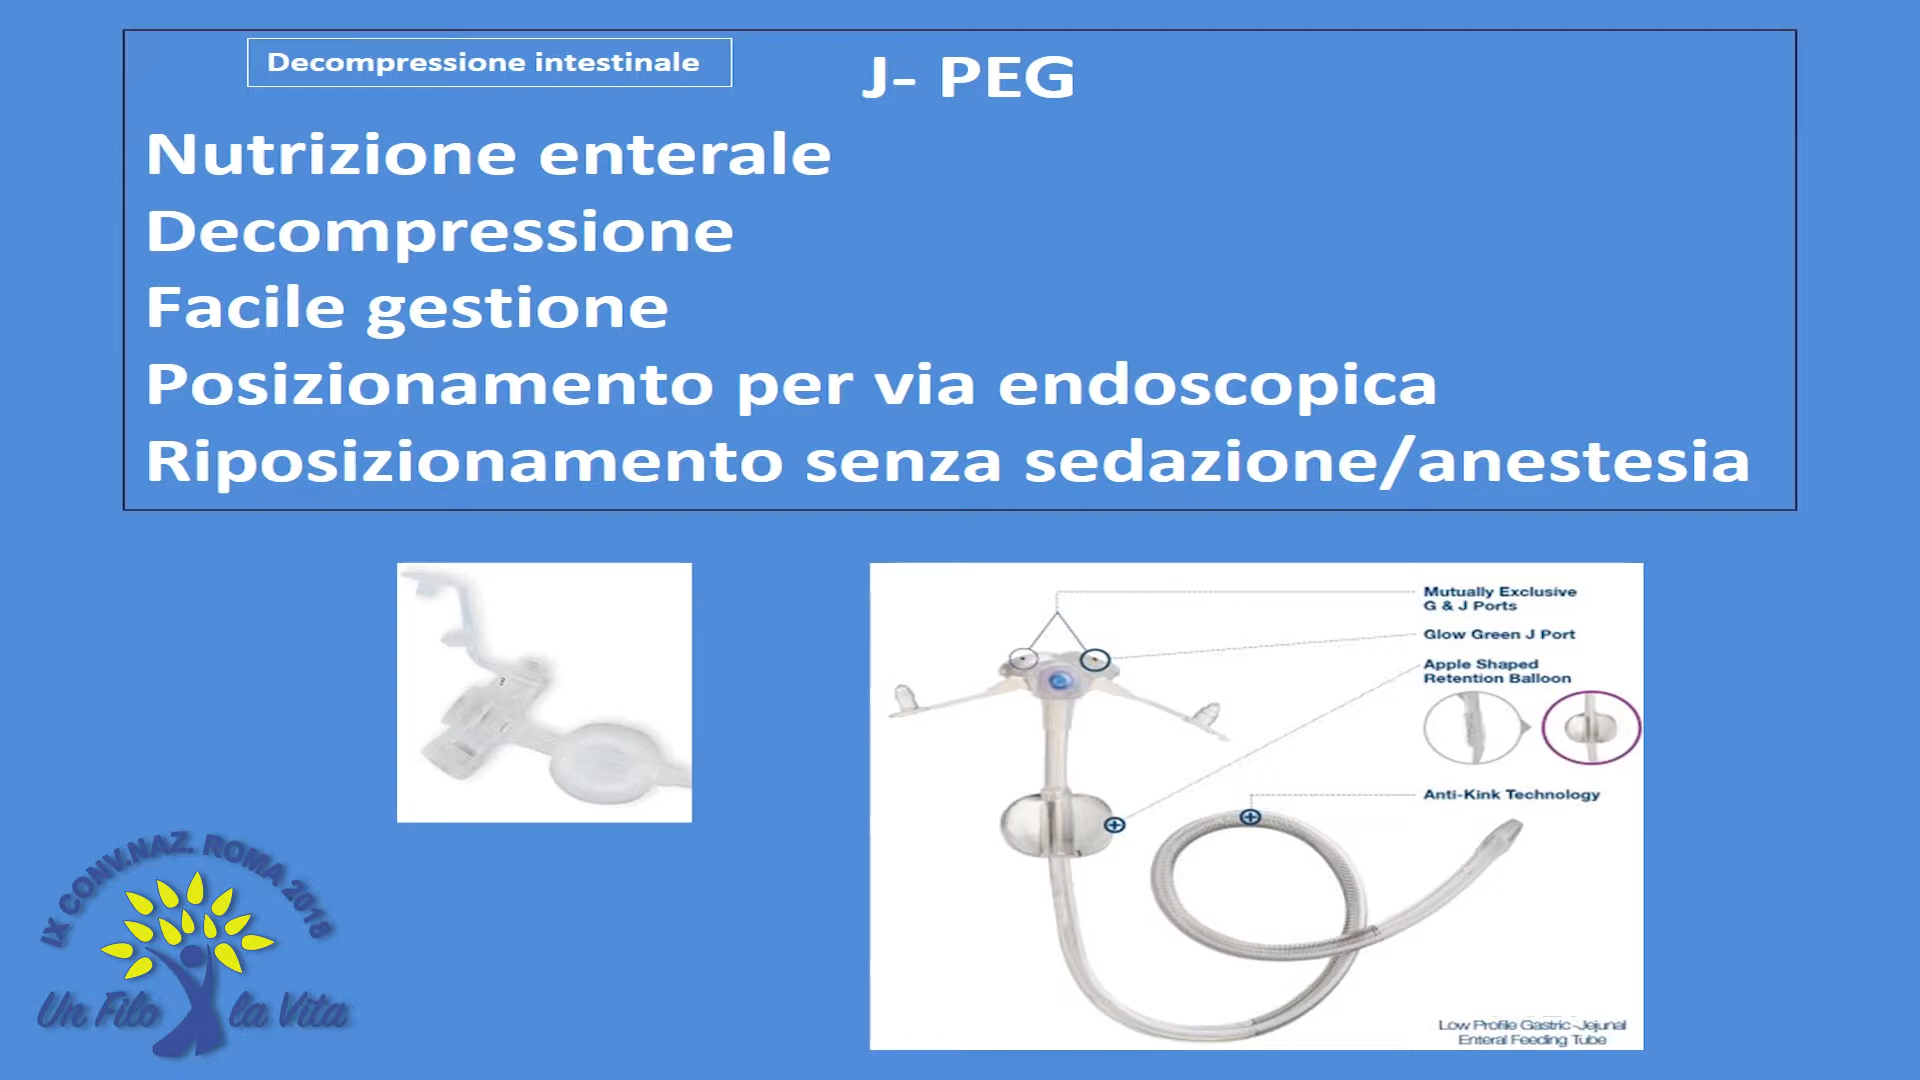 Decompressione intestinale
J- PEG
Nutrizione enterale
Decompressione
Facile gestione
Posizionamento per via endoscopica
Riposizionamento senza sedazione/anestesia
Mutually Exclusive
G & J Ports
Glow Green J Port
Apple Shaped
Retention Balloon
Anti-Kink Technology
Low Profile Gastric-Jejunal
Enteral Feeding Tube
IX CONV.NAZ. ROMA 2018
Un Filo la Vita